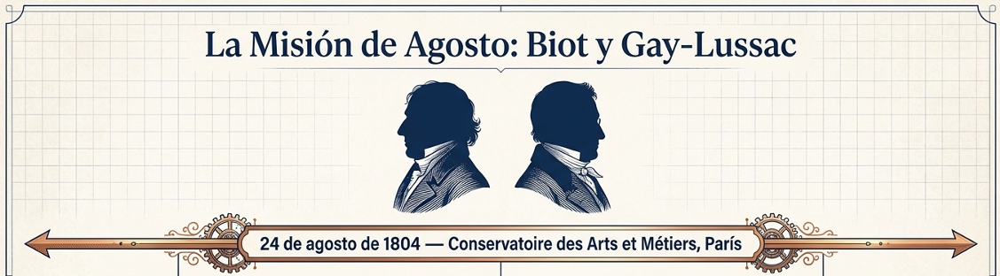 La Misión de Agosto: Biot y Gay-Lussac
24 de agosto de 1804 — Conservatoire des Arts et Métiers, París